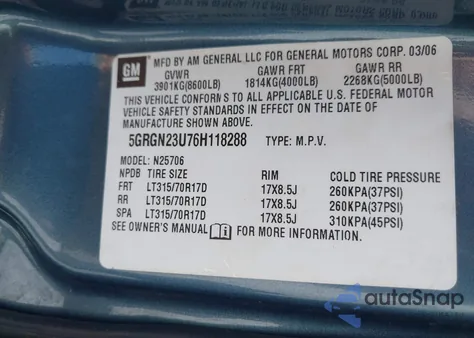 GM
MFD BY AM GENERAL LLC FOR GENERAL MOTORS CORP. 03/06
GVWR GAWR FRT GAWR RR
3901KG(8600LB) 1814KG(4000LB) 2268KG(5000LB)
THIS VEHICLE CONFORMS TO ALL APPLICABLE U.S. FEDERAL MOTOR
VEHICLE SAFETY STANDARDS IN EFFECT ON THE DATE OF
MANUFACTURE SHOWN ABOVE.
5GRGN23U76H118288 TYPE: M.P.V.
MODEL: N25706
NPDB TIRE SIZE RIM COLD TIRE PRESSURE
FRT LT315/70R17D 17X8.5J 260KPA(37PSI)
RR LT315/70R17D 17X8.5J 260KPA(37PSI)
SPA LT315/70R17D 17X8.5J 310KPA(45PSI)
SEE OWNER'S MANUAL FOR MORE INFORMATION.
autaSnap